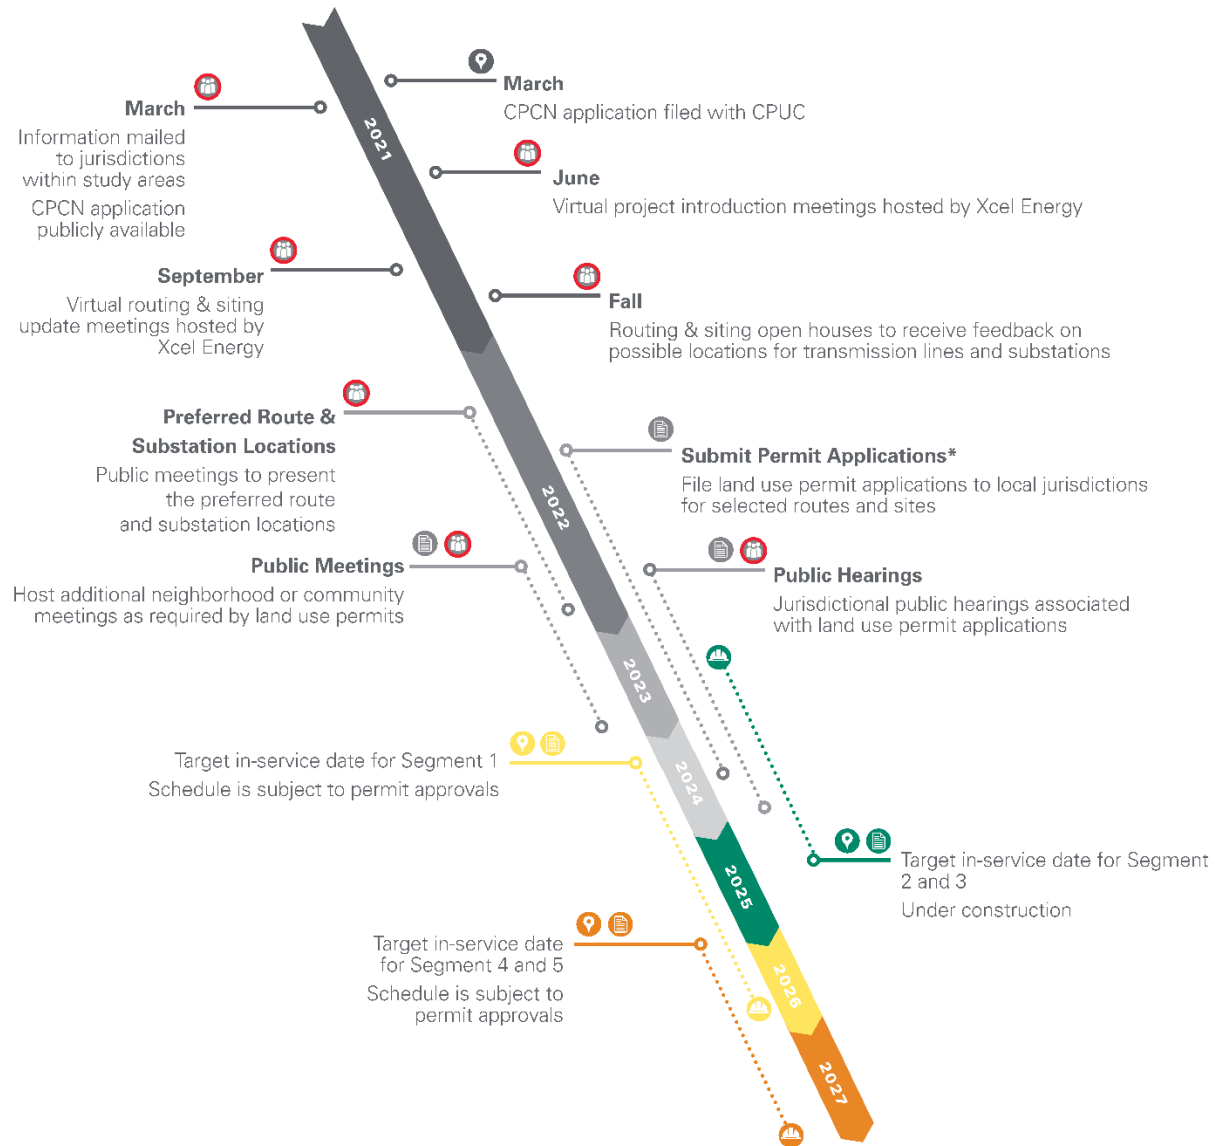 March
CPCN application filed with CPUC
2021
March
Information mailed
to jurisdictions
within study areas
CPCN application
publicly available
June
Virtual project introduction meetings hosted by Xcel Energy
September
Virtual routing & siting
update meetings hosted by
Xcel Energy
Fall
Routing & siting open houses to receive feedback on
possible locations for transmission lines and substations
Preferred Route &
Substation Locations
Public meetings to present
the preferred route
and substation locations
2022
Submit Permit Applications*
File land use permit applications to local jurisdictions
for selected routes and sites
Public Meetings
Host additional neighborhood or community
meetings as required by land use permits
Public Hearings
Jurisdictional public hearings associated
with land use permit applications
2023
Target in-service date for Segment 1
Schedule is subject to permit approvals
2024
Target in-service date for Segment
2 and 3
Under construction
2025
Target in-service date
for Segment 4 and 5
Schedule is subject to
permit approvals
2026
2027